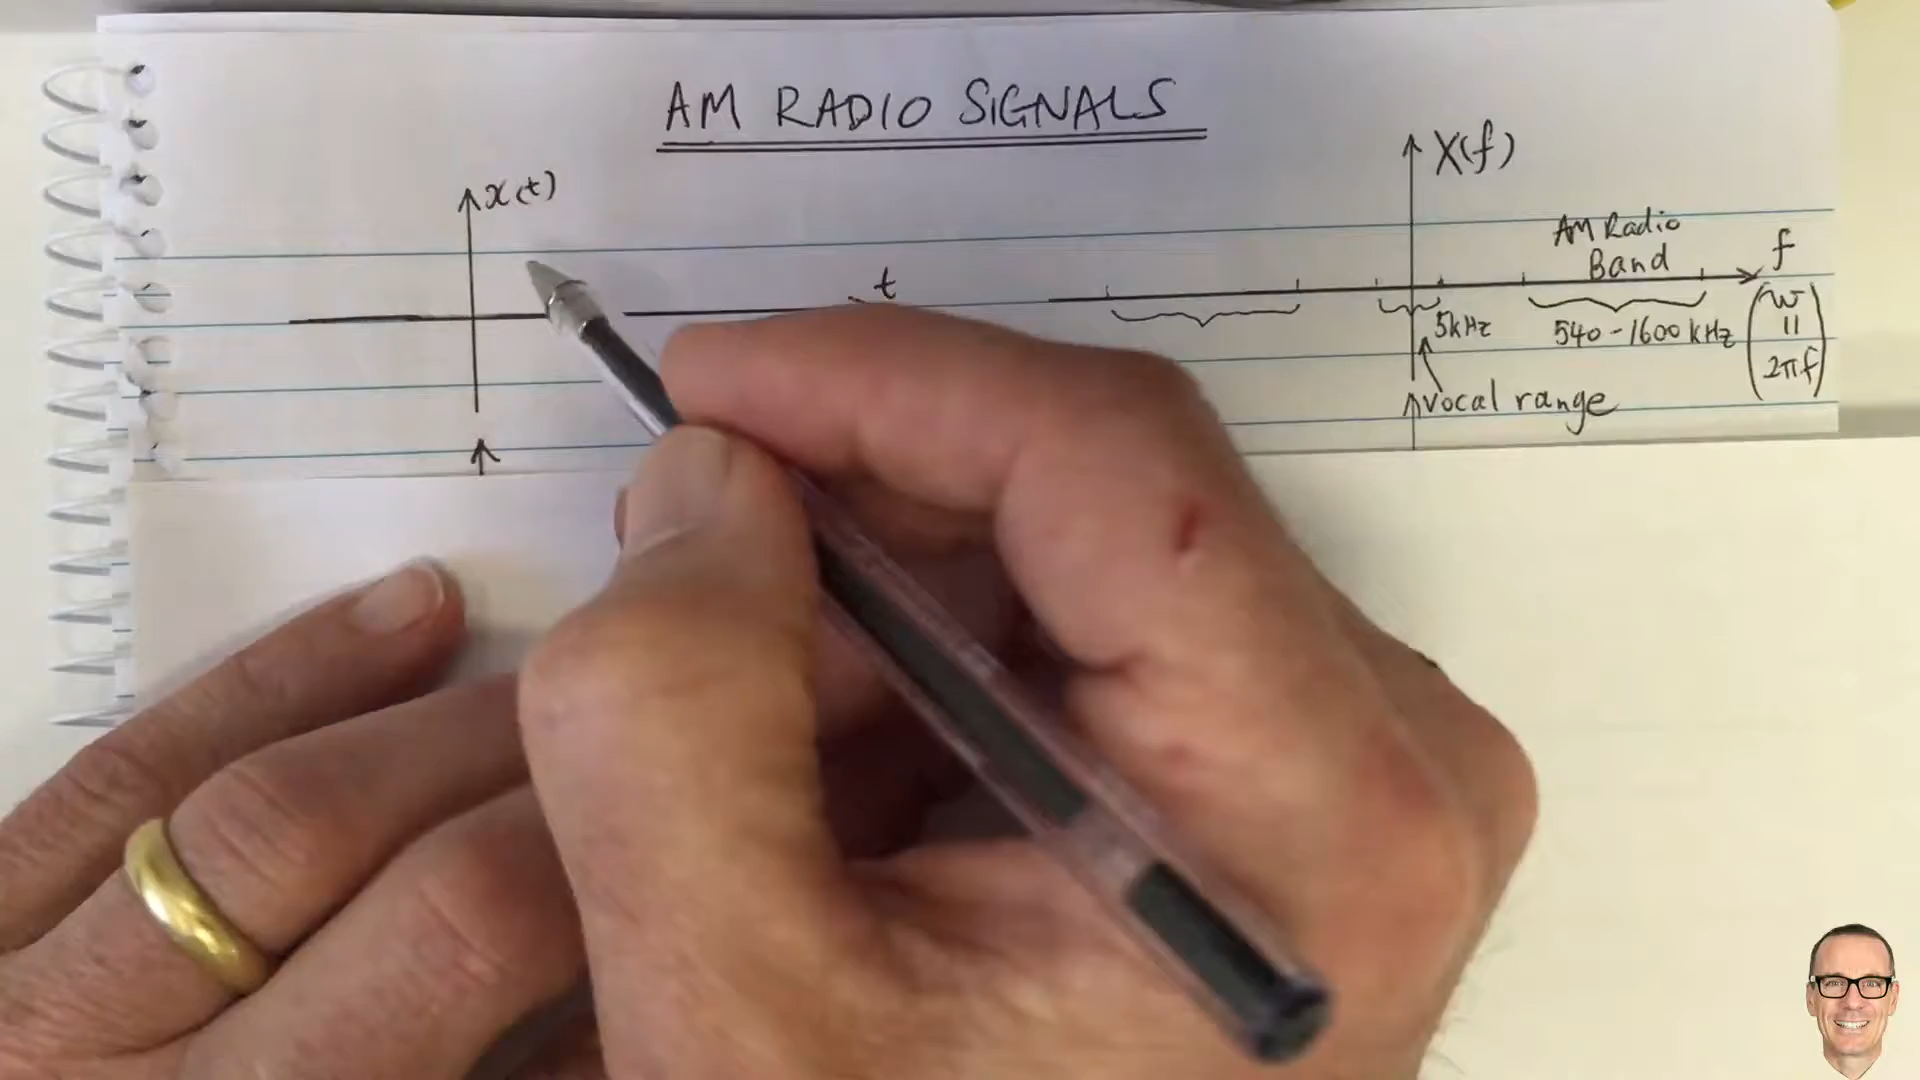 AM RADIO SIGNALS
x(t)
t
X(f)
AM Radio
Band
f
5kHz
540-1600 kHz
(w
=
2πf)
Vocal range